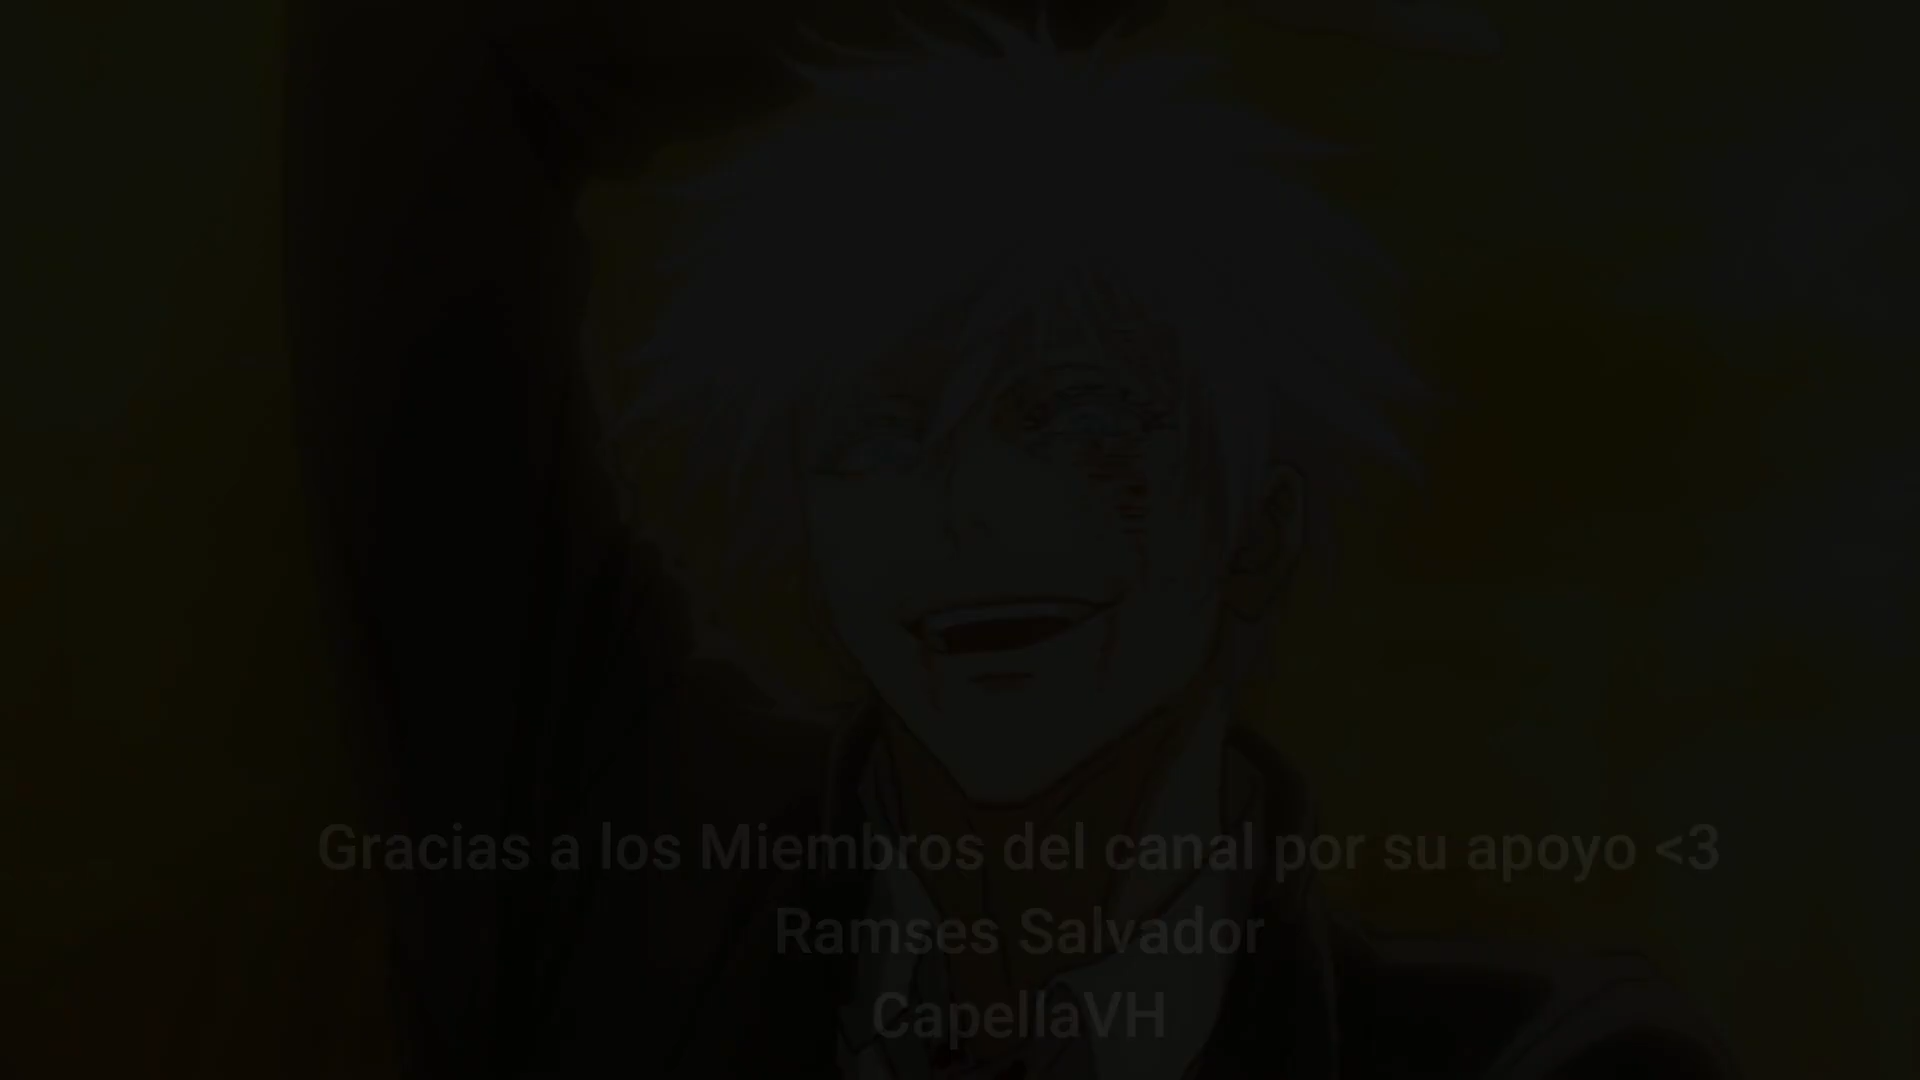 Gracias a los Miembros del canal por su apoyo <3
Ramses Salvador
CapellaVH